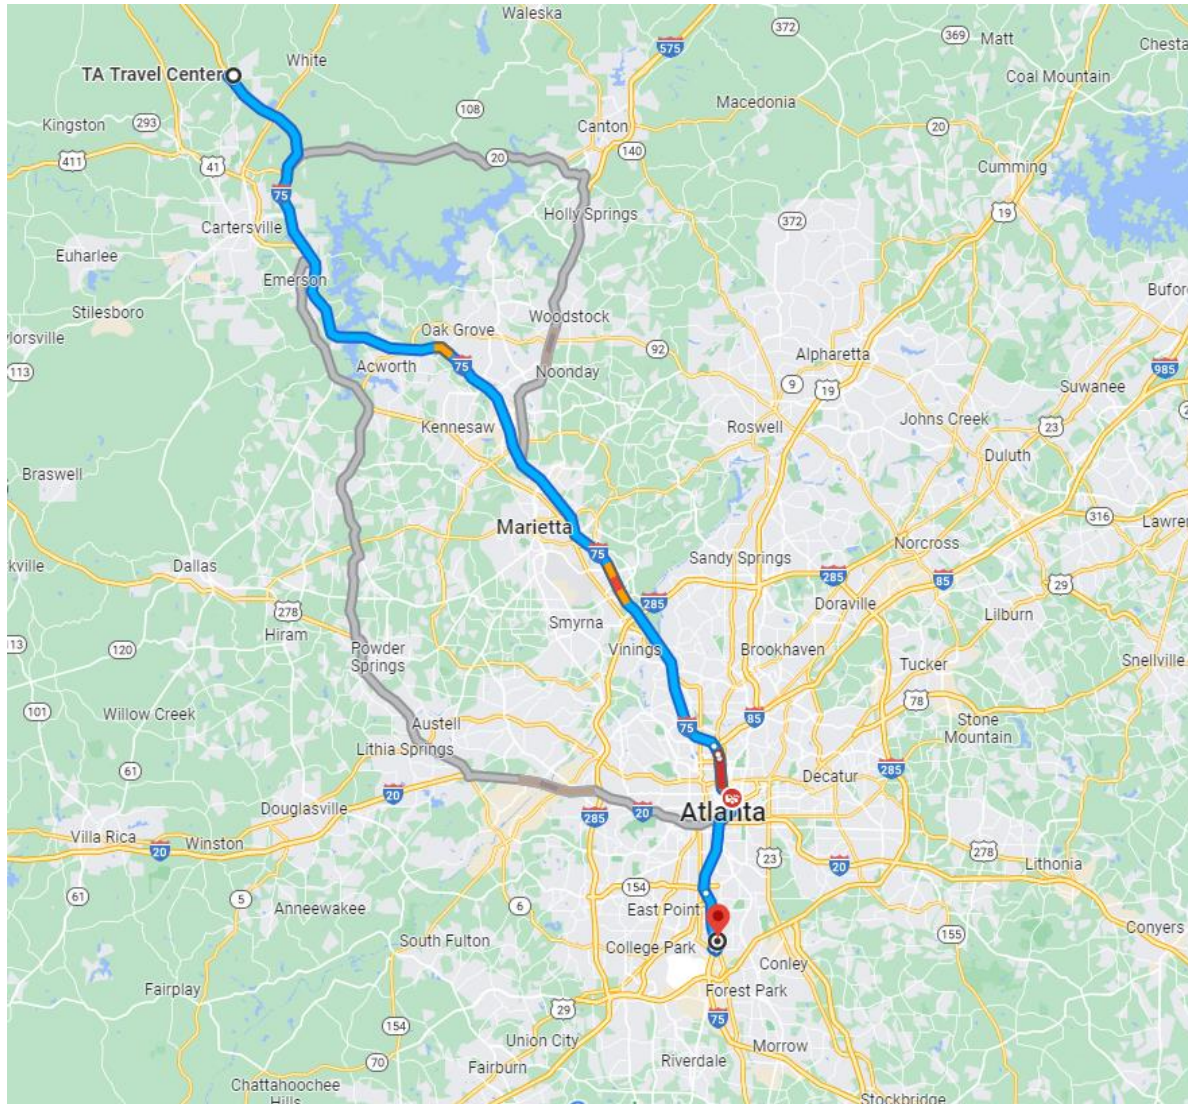 Waleska
372
369
Matt
Chesta
575
White
TA Travel Center
Coal Mountain
Macedonia
Kingston
293
108
Canton
20
411
41
20
140
Cumming
75
Holly Springs
372
19
Cartersville
Euharlee
Emerson
Bufor
Stilesboro
Woodstock
Oak Grove
ylorsville
92
Alpharetta
113
Acworth
75
Noonday
9
19
985
Suwanee
Kennesaw
Roswell
Johns Creek
23
Duluth
Braswell
316
Lawren
Marietta
75
Sandy Springs
Norcross
kville
Dallas
285
85
29
278
285
Doraville
Lilburn
Hiram
Smyrna
113
120
Powder
Springs
Vinings
Brookhaven
Tucker
Snellville
101
Willow Creek
78
Austell
75
85
Stone
Mountain
Lithia Springs
61
Decatur
285
20
Douglasville
Atlanta
285
20
Villa Rica
20
Winston
23
20
278
Lithonia
61
5
Anneewakee
6
154
East Point
Conyers
South Fulton
College Park
155
Conley
Fairplay
Forest Park
29
75
154
Union City
Morrow
70
Fairburn
Riverdale
Chattahoochee
Hills
Stockbridge